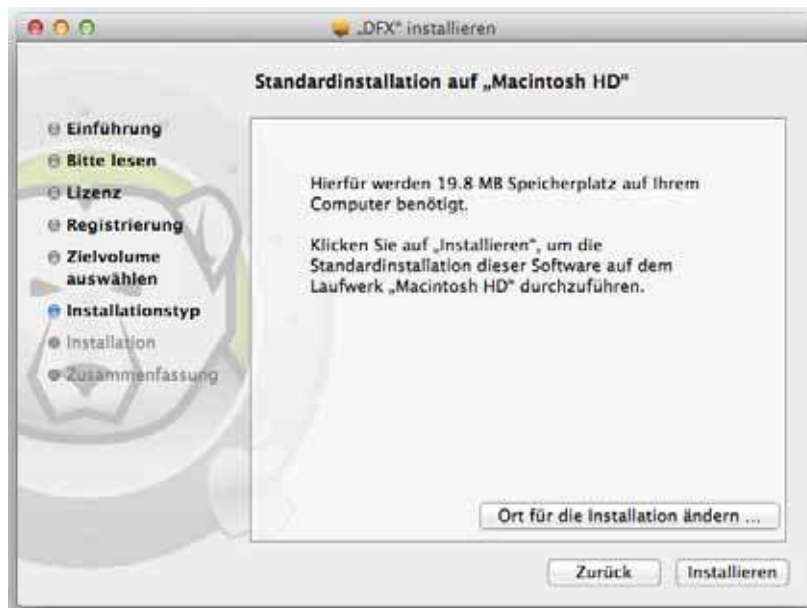 „DFX“ installieren
Standardinstallation auf „Macintosh HD“
Einführung
Bitte lesen
Lizenz
Registrierung
Zielvolume
auswählen
Installationstyp
Installation
Zusammenfassung
Hierfür werden 19.8 MB Speicherplatz auf Ihrem
Computer benötigt.
Klicken Sie auf „Installieren“, um die
Standardinstallation dieser Software auf dem
Laufwerk „Macintosh HD“ durchzuführen.
Ort für die Installation ändern ...
Zurück
Installieren